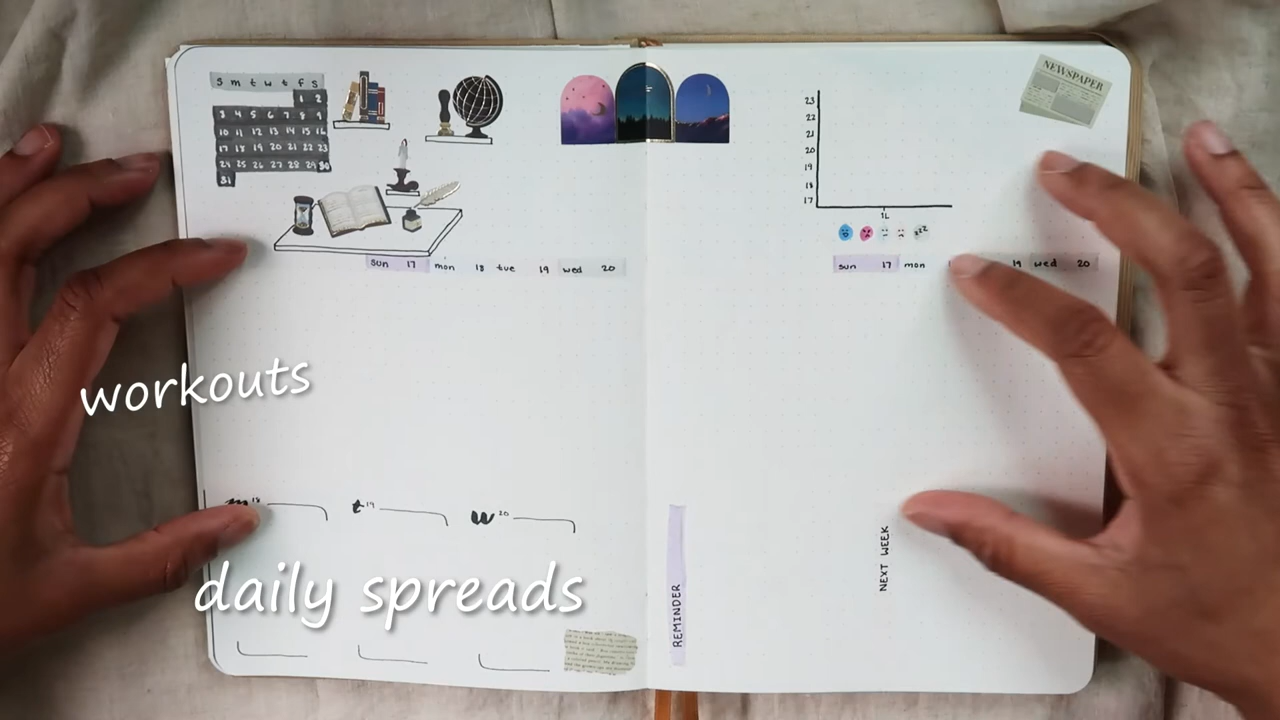 s m t w t f s
1 2
3 4 5 6 7 8 9
10 11 12 13 14 15 16
17 18 19 20 21 22 23
24 25 26 27 28 29 30
31
NEWSPAPER
23
22
21
20
19
18
17
1L
zzz
sun 17 mon 18 tue 19 wed 20
sun 17 mon 19 wed 20
workouts
m 18 t 19 w 20
daily spreads
REMINDER
NEXT WEEK